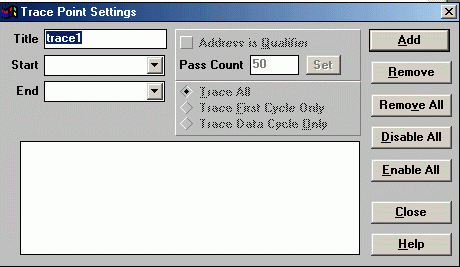 Trace Point Settings
Title trace1
Address is Qualifier
Add
Start
Pass Count 50 Set
Remove
End
Trace All
Trace First Cycle Only
Trace Data Cycle Only
Remove All
Disable All
Enable All
Close
Help